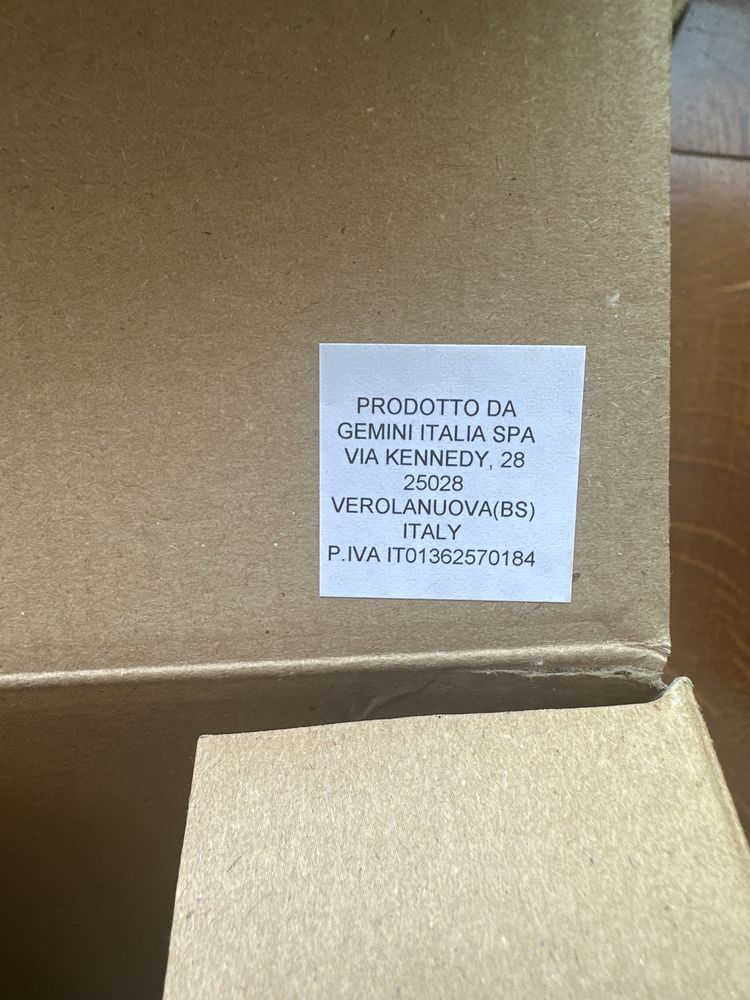 PRODOTTO DA
GEMINI ITALIA SPA
VIA KENNEDY, 28
25028
VEROLANUOVA(BS)
ITALY
P.IVA IT01362570184